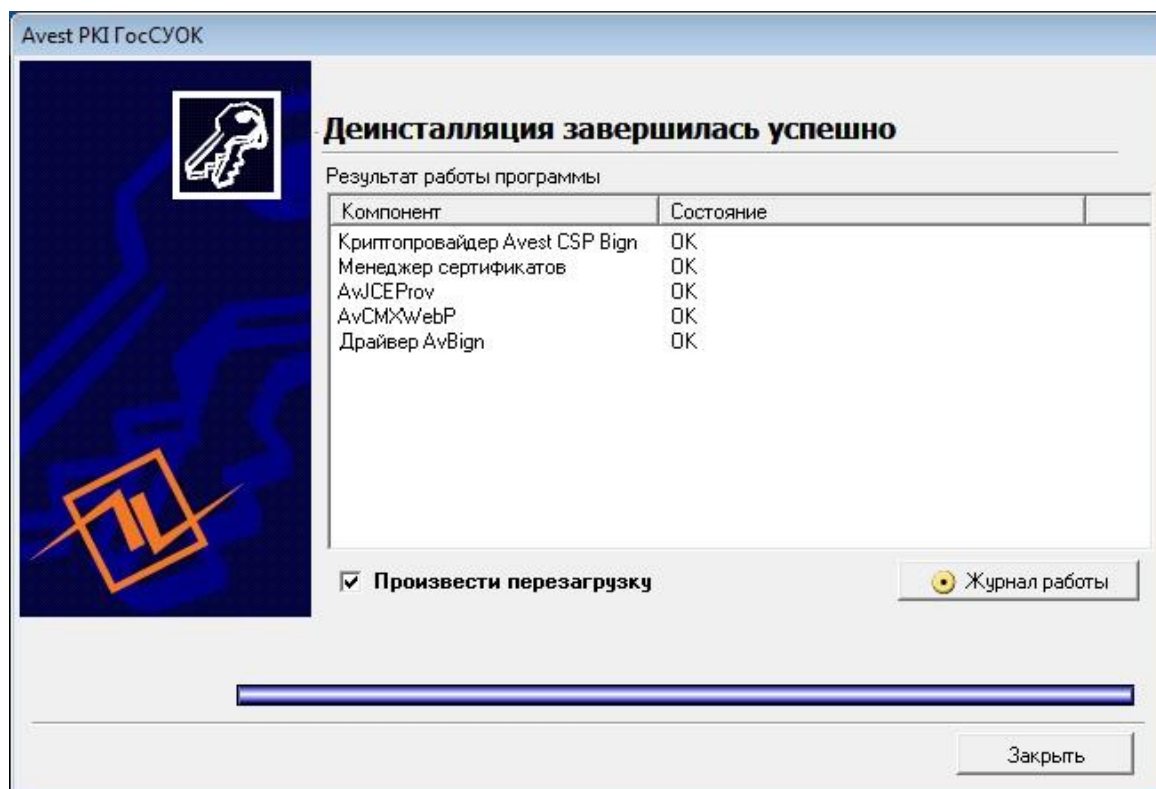 Avest PKI ГосСУОК
Деинсталляция завершилась успешно
Результат работы программы
Компонент Состояние
Криптопровайдер Avest CSP Bign OK
Менеджер сертификатов OK
AvJCEProv OK
AvCMXWebP OK
Драйвер AvBign OK
Произвести перезагрузку
Журнал работы
Закрыть